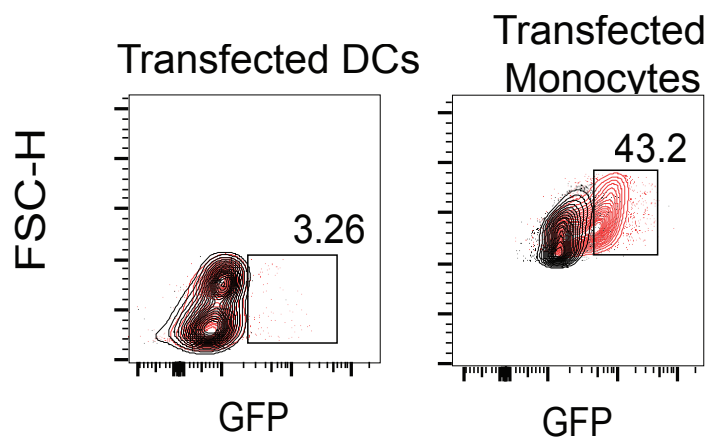 Transfected DCs
Transfected
Monocytes
FSC-H
3.26
43.2
GFP
GFP